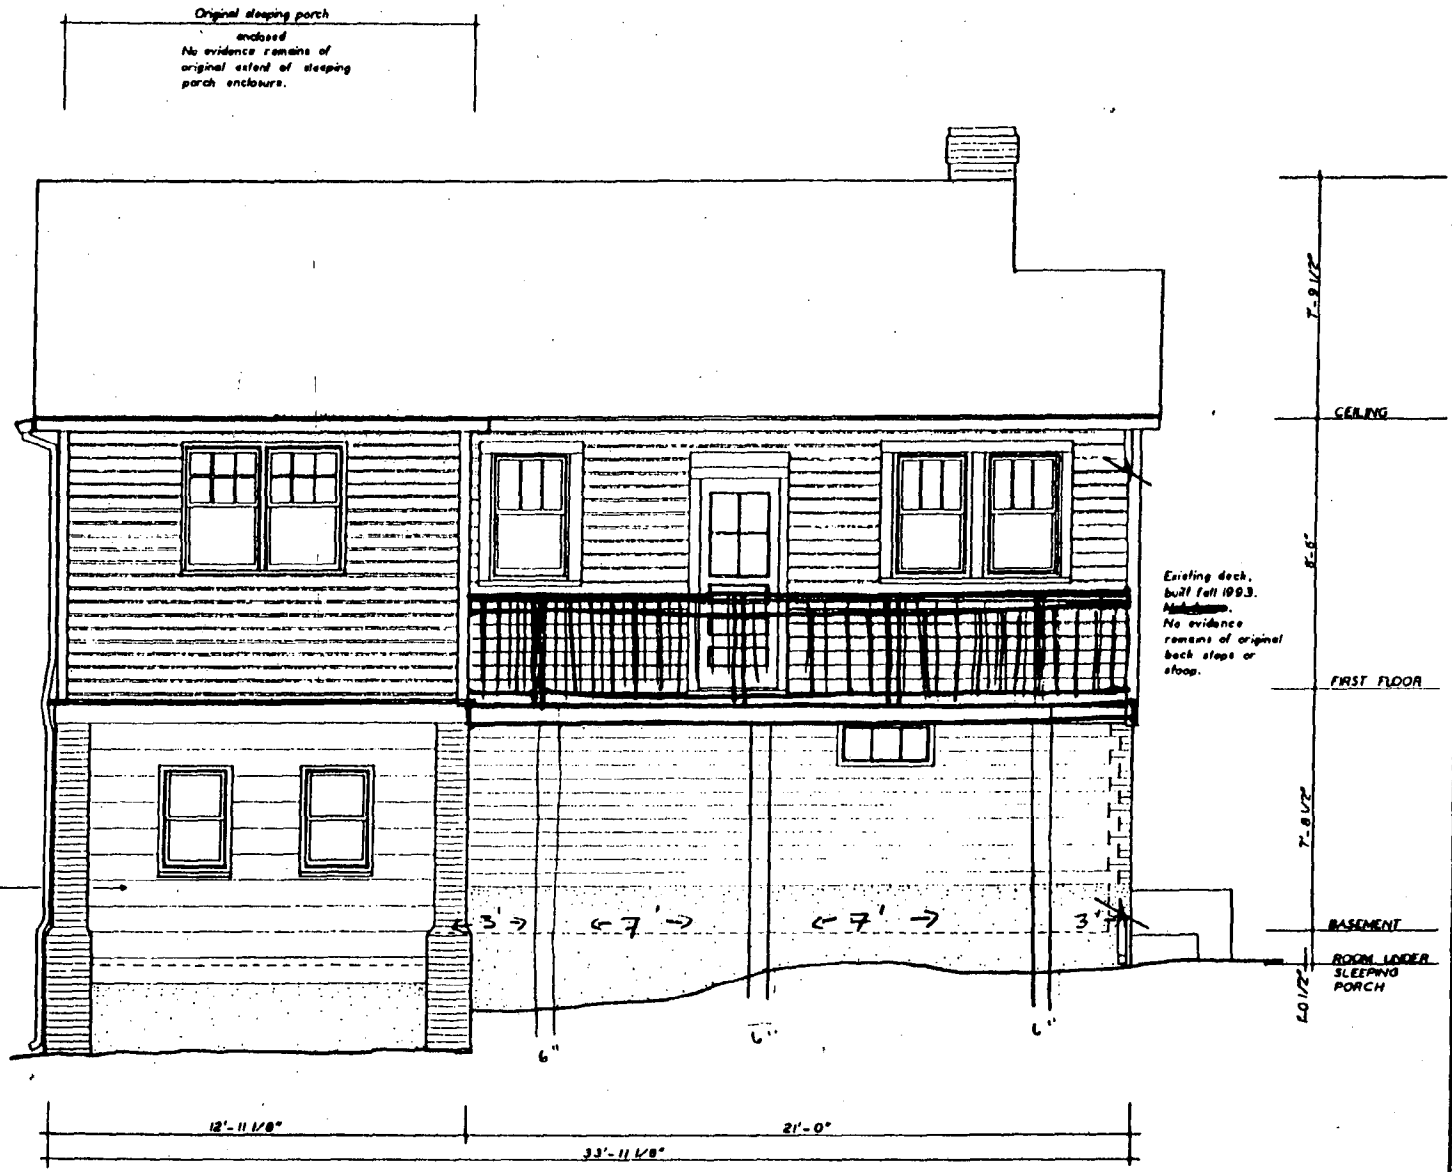 Original sleeping porch
enclosed
No evidence remains of
original extent of sleeping
porch enclosure.
7'-9 1/2"
CEILING
8'-6"
Existing deck,
built fall 1993.
No evidence
remains of original
back steps or
stoop.
FIRST FLOOR
7'-8 1/2"
← 3' →
← 7' →
← 7' →
3'
BASEMENT
ROOM UNDER
SLEEPING
PORCH
6"
6"
6"
12'-11 1/8"
21'-0"
33'-11 1/8"